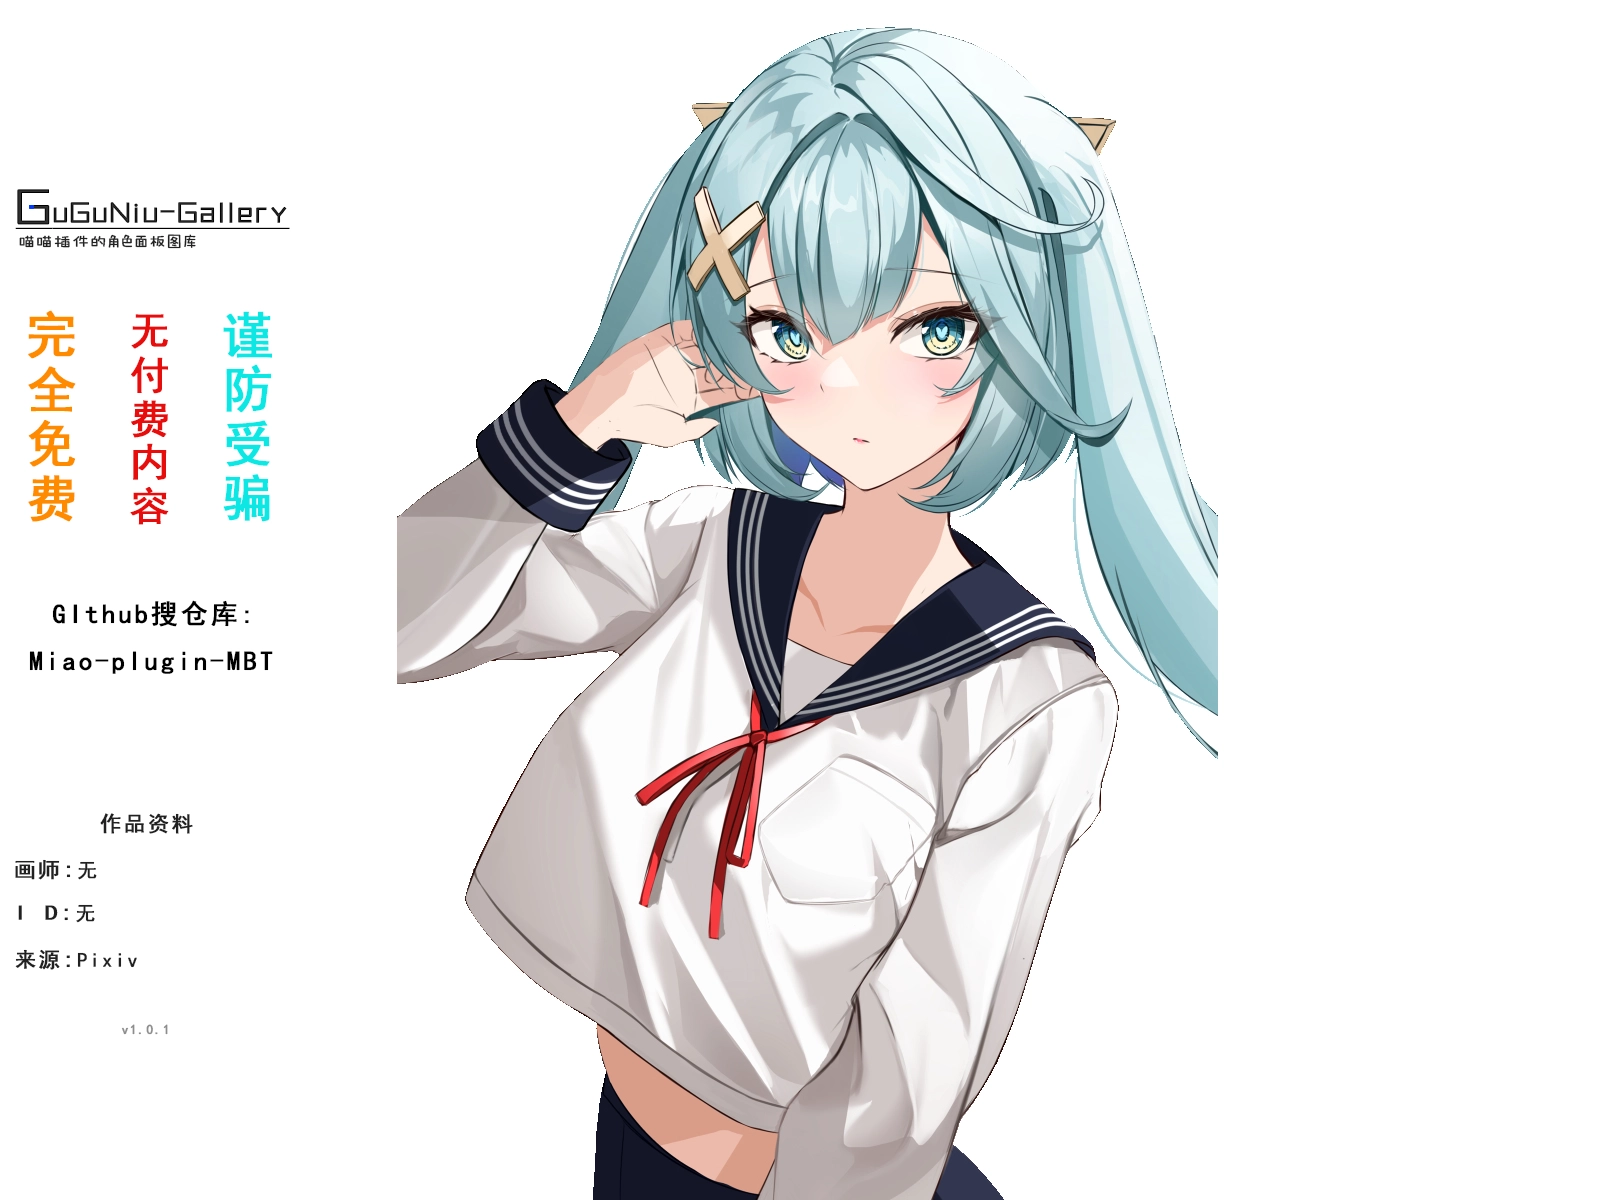 GuGuNiu-Gallery
喵喵插件的角色面板图库
完全免费
无付费内容
谨防受骗
GIthub搜仓库:
Miao-plugin-MBT
作品资料
画师:无
I D:无
来源:Pixiv
v1.0.1